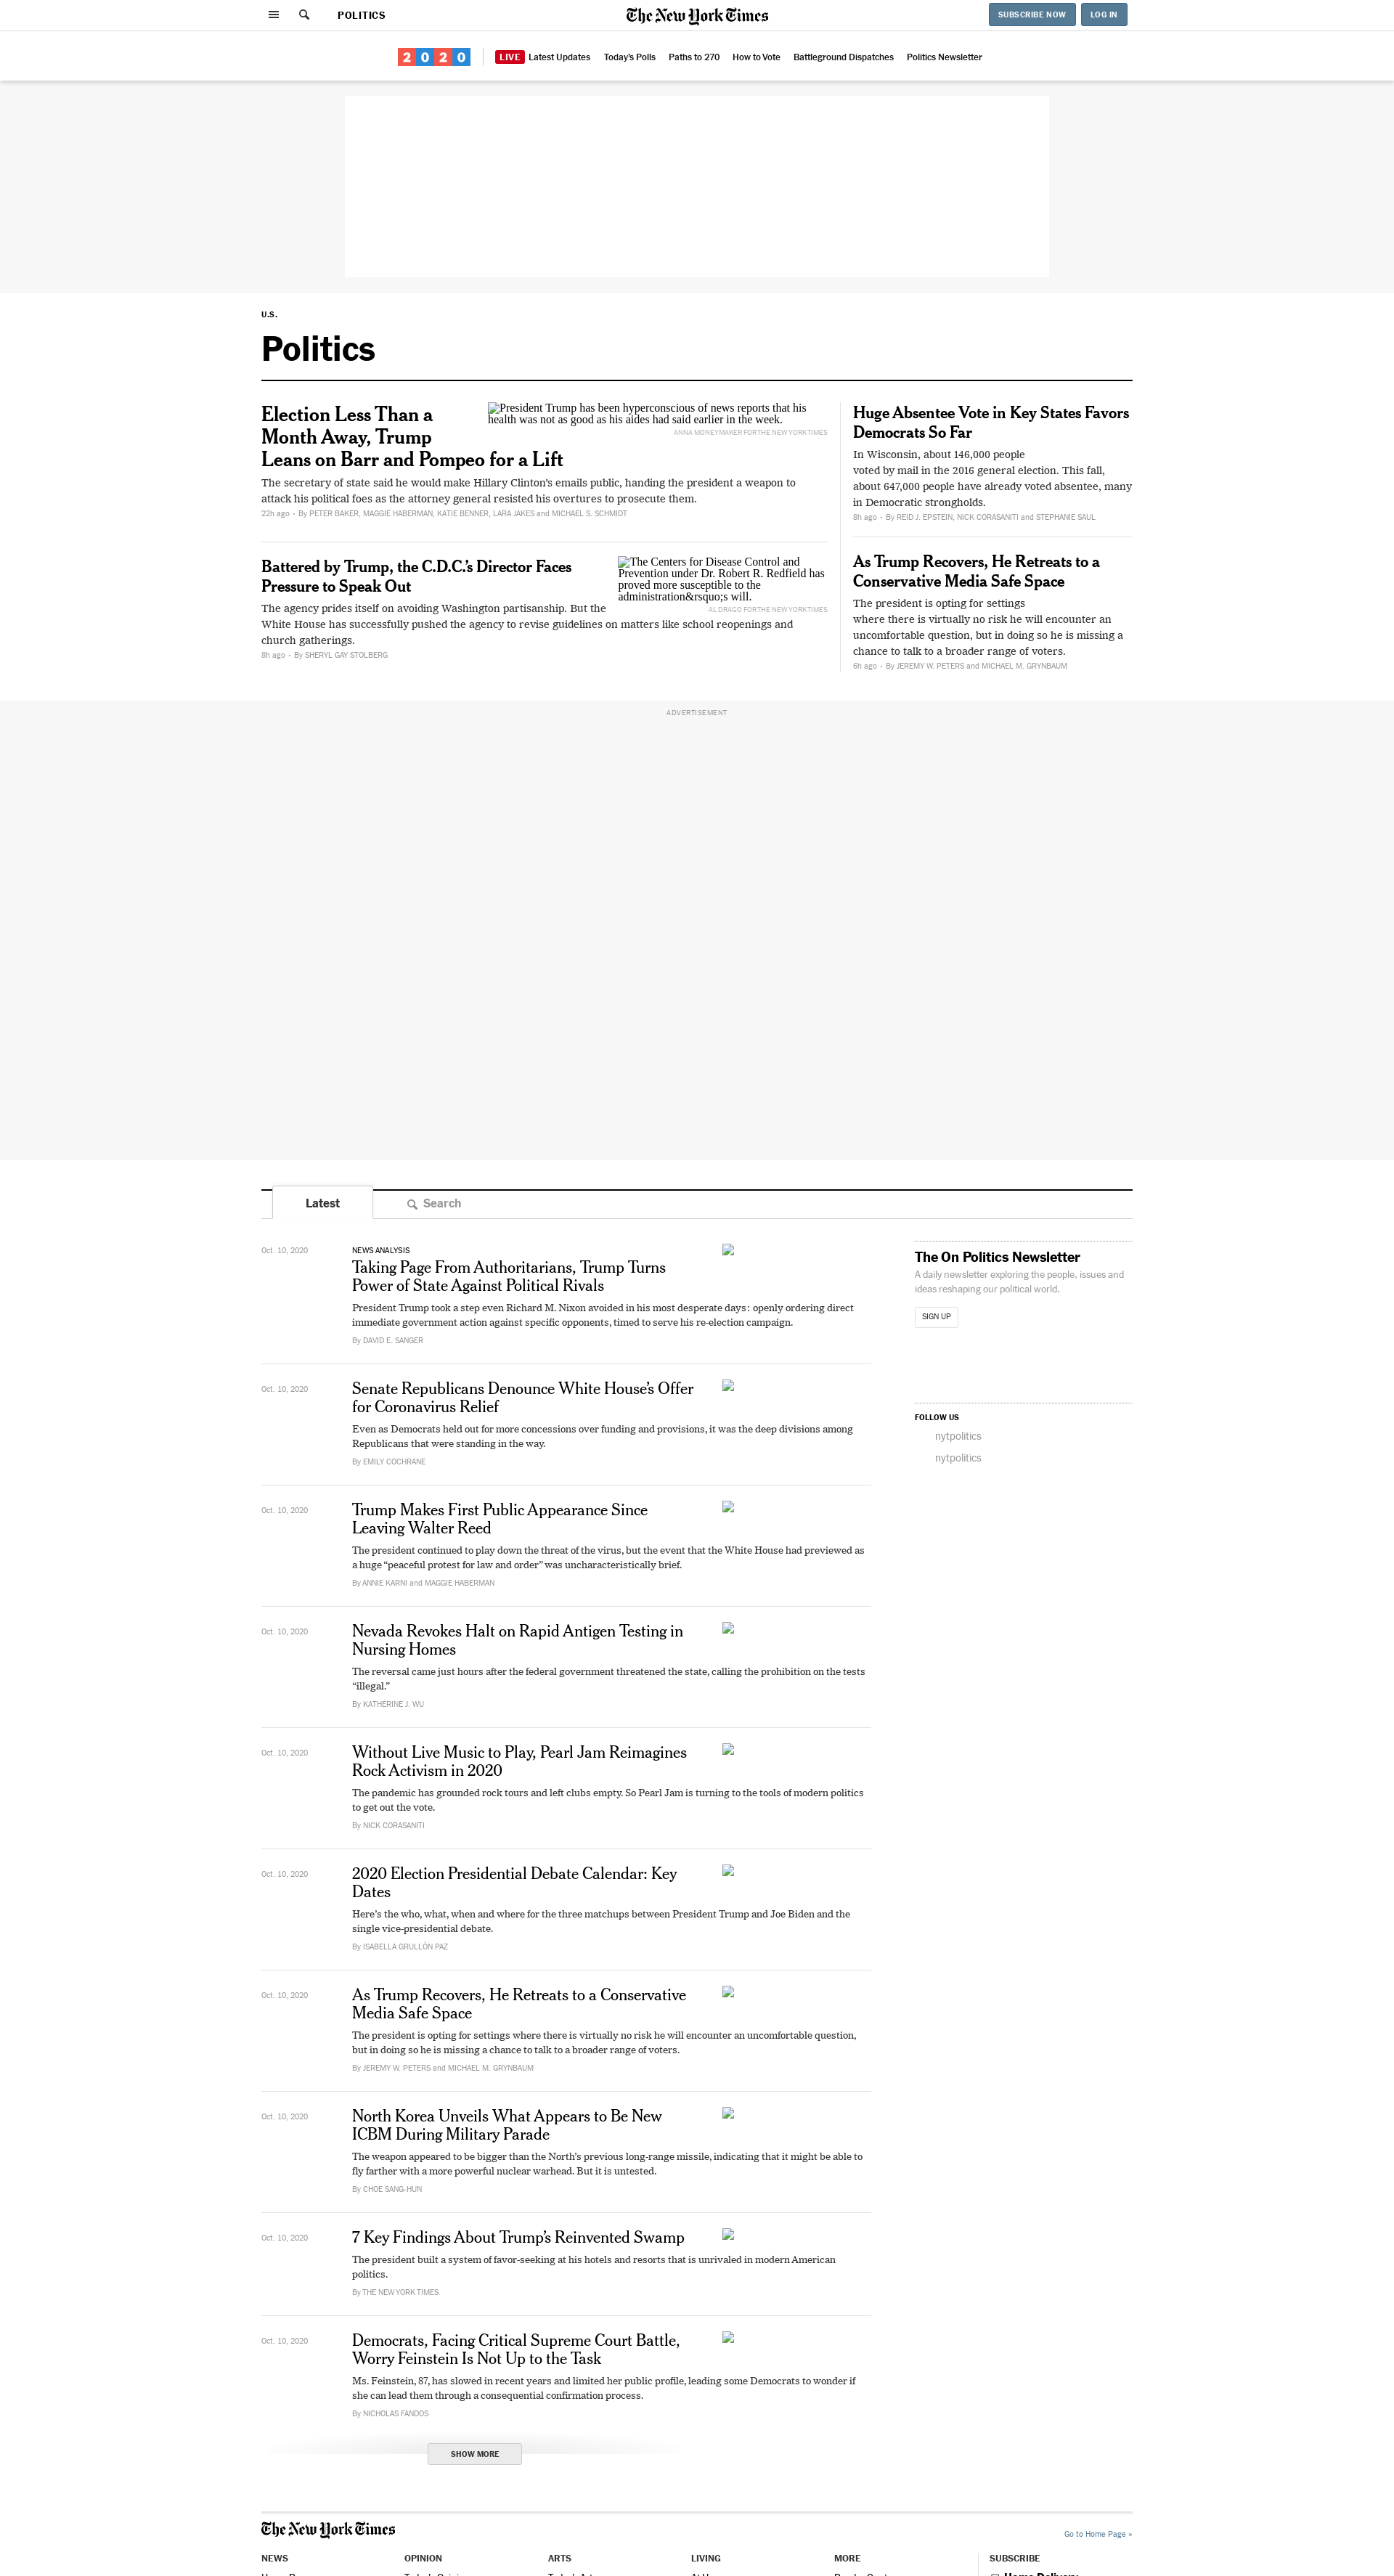 POLITICS
The New York Times
SUBSCRIBE NOW
LOG IN
2020
LIVE Latest Updates
Today's Polls
Paths to 270
How to Vote
Battleground Dispatches
Politics Newsletter
U.S.
Politics
Election Less Than a
Month Away, Trump
Leans on Barr and Pompeo for a Lift
President Trump has been hyperconscious of news reports that his
health was not as good as his aides had said earlier in the week.
ANNA MONEYMAKER FOR THE NEW YORK TIMES
The secretary of state said he would make Hillary Clinton's emails public, handing the president a weapon to
attack his political foes as the attorney general resisted his overtures to prosecute them.
22h ago • By PETER BAKER, MAGGIE HABERMAN, KATIE BENNER, LARA JAKES and MICHAEL S. SCHMIDT
Battered by Trump, the C.D.C.'s Director Faces
Pressure to Speak Out
The Centers for Disease Control and
Prevention under Dr. Robert R. Redfield has
proved more susceptible to the
administration&rsquo;s will.
AL DRAGO FOR THE NEW YORK TIMES
The agency prides itself on avoiding Washington partisanship. But the
White House has successfully pushed the agency to revise guidelines on matters like school reopenings and
church gatherings.
8h ago • By SHERYL GAY STOLBERG
Huge Absentee Vote in Key States Favors
Democrats So Far
In Wisconsin, about 146,000 people
voted by mail in the 2016 general election. This fall,
about 647,000 people have already voted absentee, many
in Democratic strongholds.
8h ago • By REID J. EPSTEIN, NICK CORASANITI and STEPHANIE SAUL
As Trump Recovers, He Retreats to a
Conservative Media Safe Space
The president is opting for settings
where there is virtually no risk he will encounter an
uncomfortable question, but in doing so he is missing a
chance to talk to a broader range of voters.
6h ago • By JEREMY W. PETERS and MICHAEL M. GRYNBAUM
ADVERTISEMENT
Latest
Search
Oct. 10, 2020
NEWS ANALYSIS
Taking Page From Authoritarians, Trump Turns
Power of State Against Political Rivals
President Trump took a step even Richard M. Nixon avoided in his most desperate days: openly ordering direct
immediate government action against specific opponents, timed to serve his re-election campaign.
By DAVID E. SANGER
Oct. 10, 2020
Senate Republicans Denounce White House's Offer
for Coronavirus Relief
Even as Democrats held out for more concessions over funding and provisions, it was the deep divisions among
Republicans that were standing in the way.
By EMILY COCHRANE
Oct. 10, 2020
Trump Makes First Public Appearance Since
Leaving Walter Reed
The president continued to play down the threat of the virus, but the event that the White House had previewed as
a huge “peaceful protest for law and order” was uncharacteristically brief.
By ANNIE KARNI and MAGGIE HABERMAN
Oct. 10, 2020
Nevada Revokes Halt on Rapid Antigen Testing in
Nursing Homes
The reversal came just hours after the federal government threatened the state, calling the prohibition on the tests
“illegal.”
By KATHERINE J. WU
Oct. 10, 2020
Without Live Music to Play, Pearl Jam Reimagines
Rock Activism in 2020
The pandemic has grounded rock tours and left clubs empty. So Pearl Jam is turning to the tools of modern politics
to get out the vote.
By NICK CORASANITI
Oct. 10, 2020
2020 Election Presidential Debate Calendar: Key
Dates
Here's the who, what, when and where for the three matchups between President Trump and Joe Biden and the
single vice-presidential debate.
By ISABELLA GRULLÓN PAZ
Oct. 10, 2020
As Trump Recovers, He Retreats to a Conservative
Media Safe Space
The president is opting for settings where there is virtually no risk he will encounter an uncomfortable question,
but in doing so he is missing a chance to talk to a broader range of voters.
By JEREMY W. PETERS and MICHAEL M. GRYNBAUM
Oct. 10, 2020
North Korea Unveils What Appears to Be New
ICBM During Military Parade
The weapon appeared to be bigger than the North's previous long-range missile, indicating that it might be able to
fly farther with a more powerful nuclear warhead. But it is untested.
By CHOE SANG-HUN
Oct. 10, 2020
7 Key Findings About Trump's Reinvented Swamp
The president built a system of favor-seeking at his hotels and resorts that is unrivaled in modern American
politics.
By THE NEW YORK TIMES
Oct. 10, 2020
Democrats, Facing Critical Supreme Court Battle,
Worry Feinstein Is Not Up to the Task
Ms. Feinstein, 87, has slowed in recent years and limited her public profile, leading some Democrats to wonder if
she can lead them through a consequential confirmation process.
By NICHOLAS FANDOS
SHOW MORE
The On Politics Newsletter
A daily newsletter exploring the people, issues and
ideas reshaping our political world.
SIGN UP
FOLLOW US
nytpolitics
nytpolitics
The New York Times
Go to Home Page »
NEWS
OPINION
ARTS
LIVING
MORE
SUBSCRIBE
Home Delivery